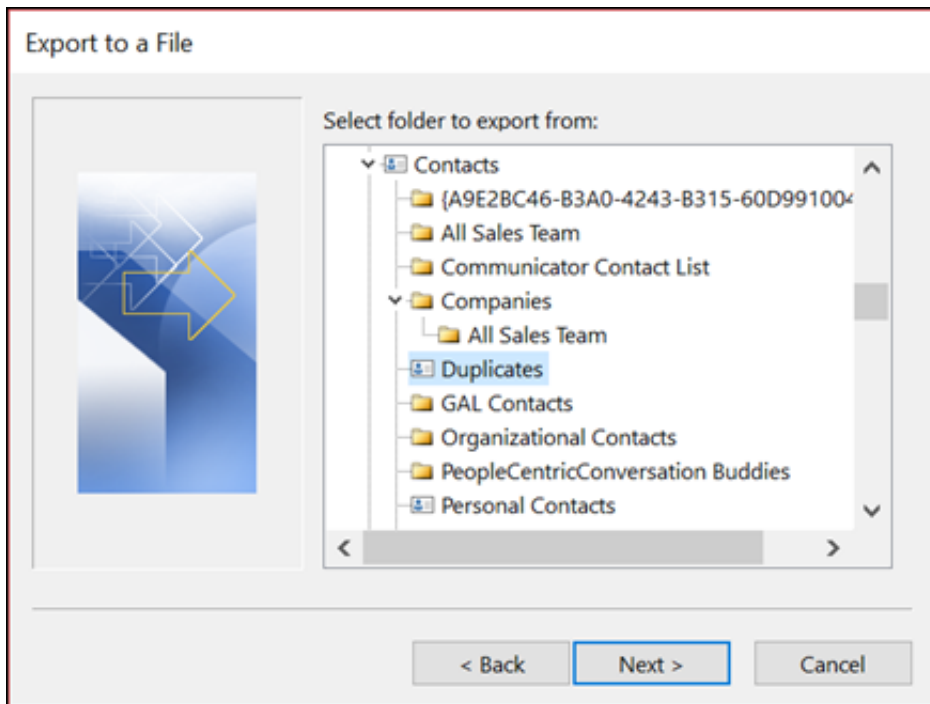 Export to a File
Select folder to export from:
Contacts
{A9E2BC46-B3A0-4243-B315-60D991004
All Sales Team
Communicator Contact List
Companies
All Sales Team
Duplicates
GAL Contacts
Organizational Contacts
PeopleCentricConversation Buddies
Personal Contacts
< Back
Next >
Cancel